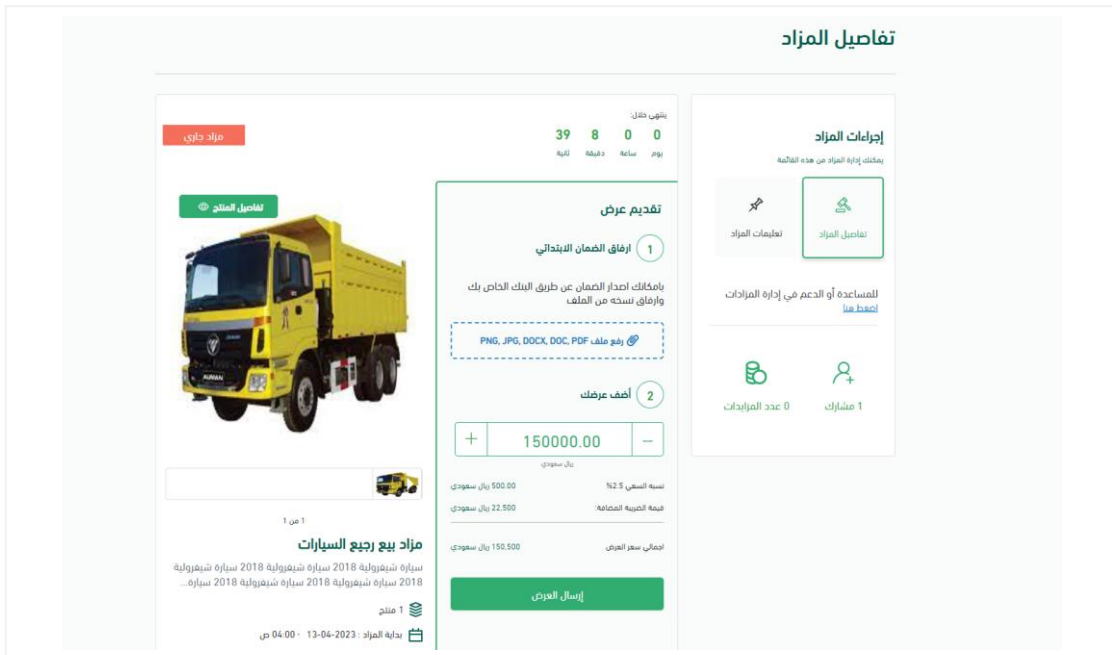 تفاصيل المزاد
إجراءات المزاد
يمكنك إدارة المزاد من هذه القائمة
تفاصيل المزاد
تعليمات المزاد
للمساعدة أو الدعم في إدارة المزادات
اضغط هنا
1 مشارك
0 عدد المزايدات
ينتهي خلال:
0 0 8 39
يوم ساعة دقيقة ثانية
مزاد جاري
تقديم عرض
1 ارفاق الضمان الابتدائي
بامكانك اصدار الضمان عن طريق البنك الخاص بك
وارفاق نسخه من الملف
رفع ملف PNG, JPG, DOCX, DOC, PDF
2 أضف عرضك
− 150000.00 +
ريال سعودي
نسبه السعي 2.5% 500.00 ريال سعودي
قيمة الضريبة المضافة: 22,500 ريال سعودي
اجمالي سعر العرض 150,500 ريال سعودي
إرسال العرض
تفاصيل المنتج
AUMAN
1 من 1
مزاد بيع رجيع السيارات
سيارة شيفرولية 2018 سيارة شيفرولية 2018 سيارة شيفرولية
2018 سيارة شيفرولية 2018 سيارة شيفرولية 2018 سيارة...
1 منتج
بداية المزاد : 2023-04-13 - 04:00 ص